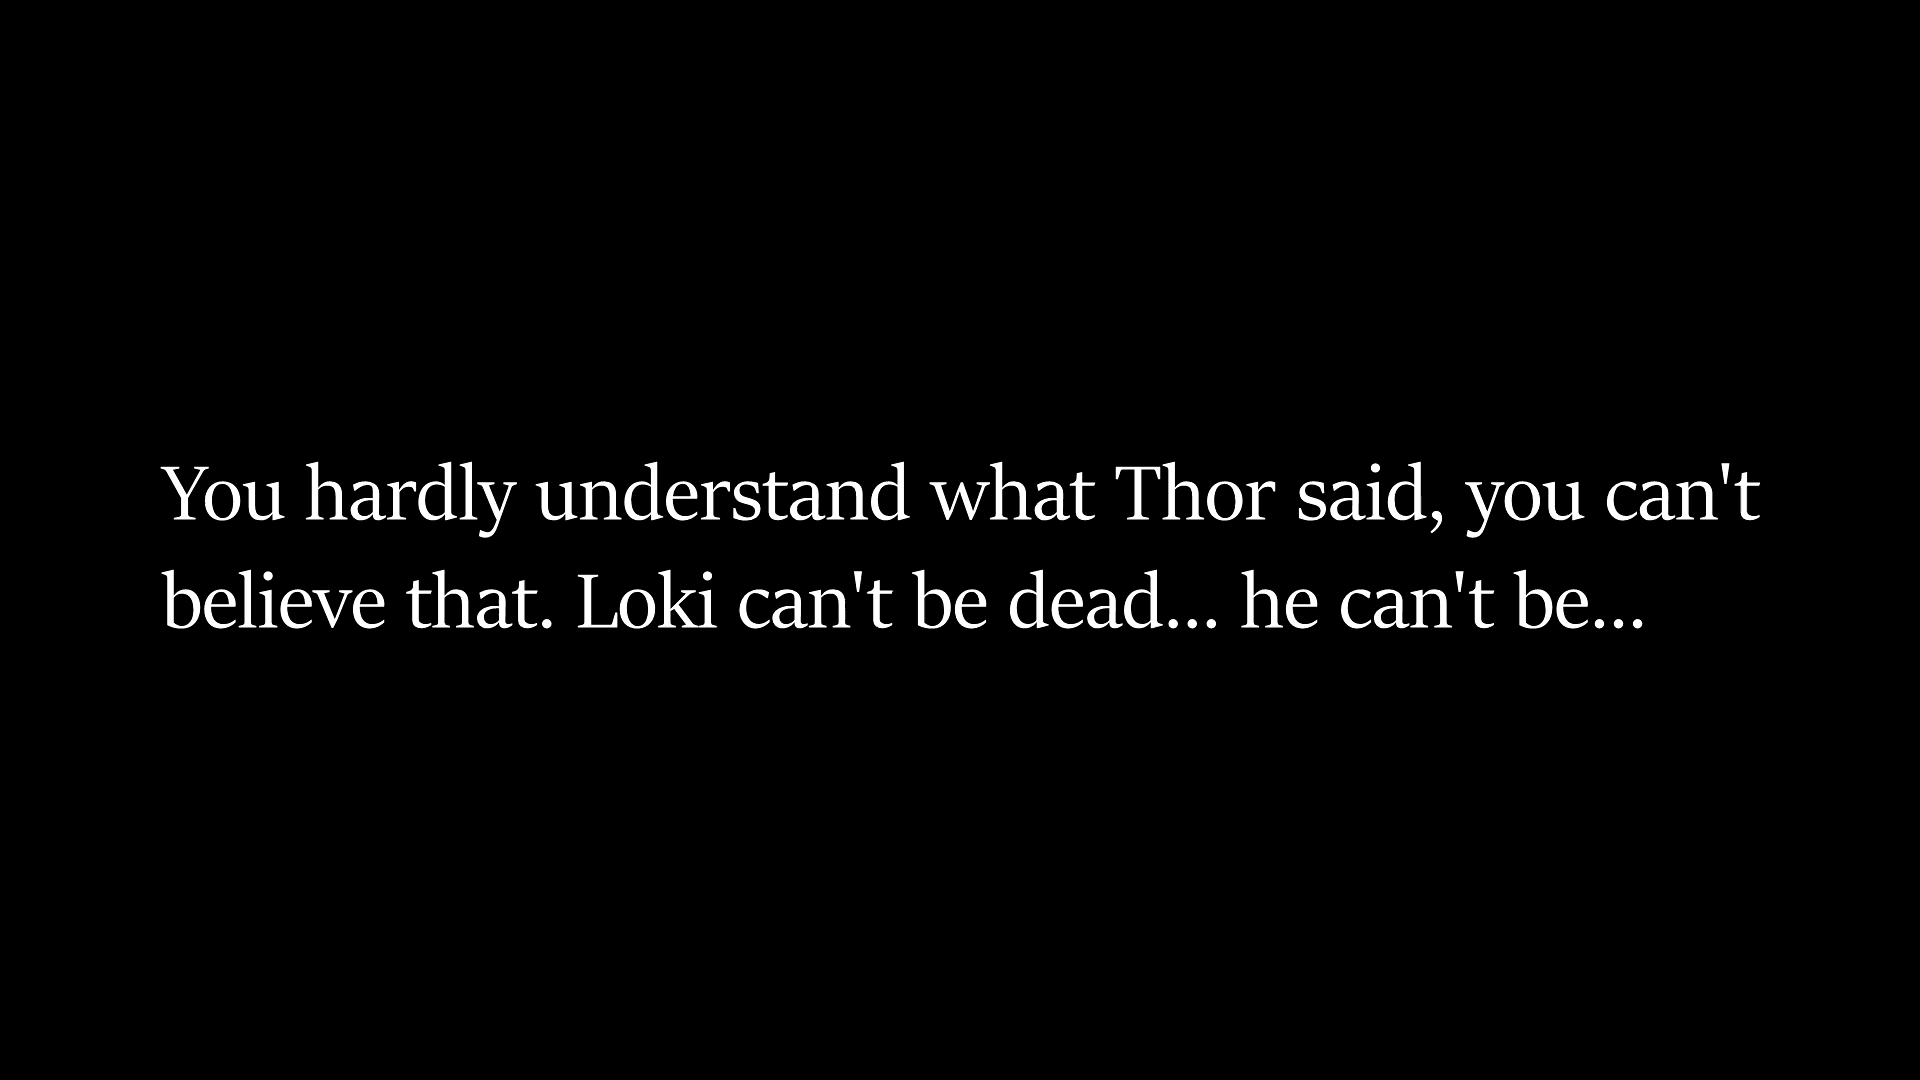 You hardly understand what Thor said, you can't
believe that. Loki can't be dead... he can't be...